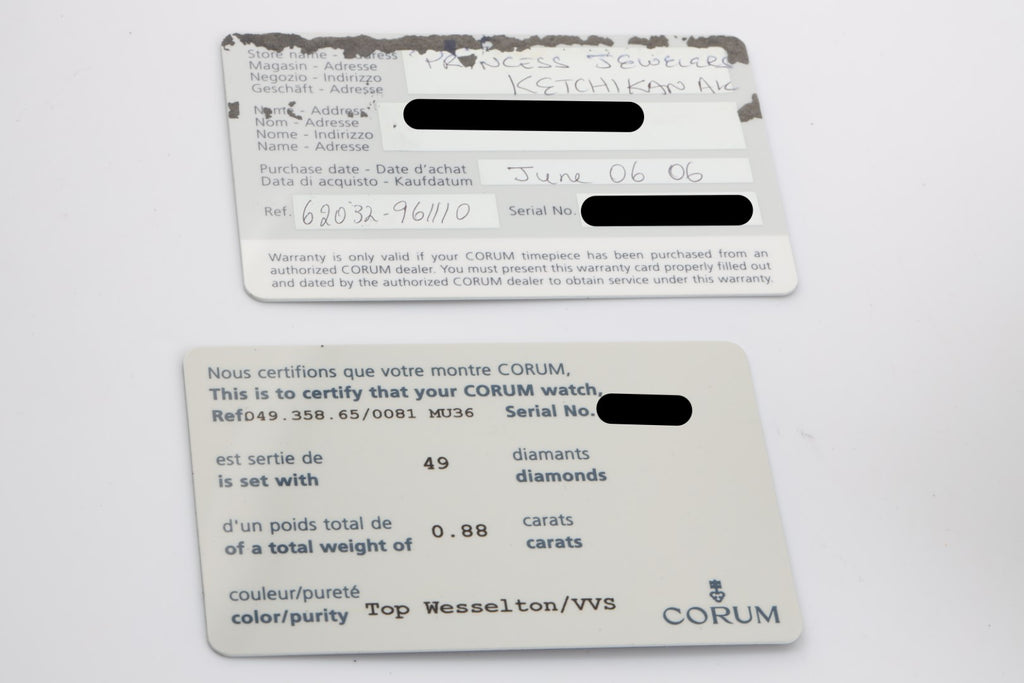 Store name - Address
Magasin - Adresse
Negozio - Indirizzo
Geschäft - Adresse
PRINCESS JEWELERS
KETCHIKAN AK
Name - Address
Nom - Adresse
Nome - Indirizzo
Name - Adresse
Purchase date - Date d'achat
Data di acquisto - Kaufdatum
June 06 06
Ref. 62032-961110 Serial No.
Warranty is only valid if your CORUM timepiece has been purchased from an
authorized CORUM dealer. You must present this warranty card properly filled out
and dated by the authorized CORUM dealer to obtain service under this warranty.
Nous certifions que votre montre CORUM,
This is to certify that your CORUM watch,
Ref049.358.65/0081 MU36 Serial No.
est sertie de diamants
is set with 49 diamonds
d'un poids total de carats
of a total weight of 0.88 carats
couleur/pureté
color/purity Top Wesselton/VVS
CORUM